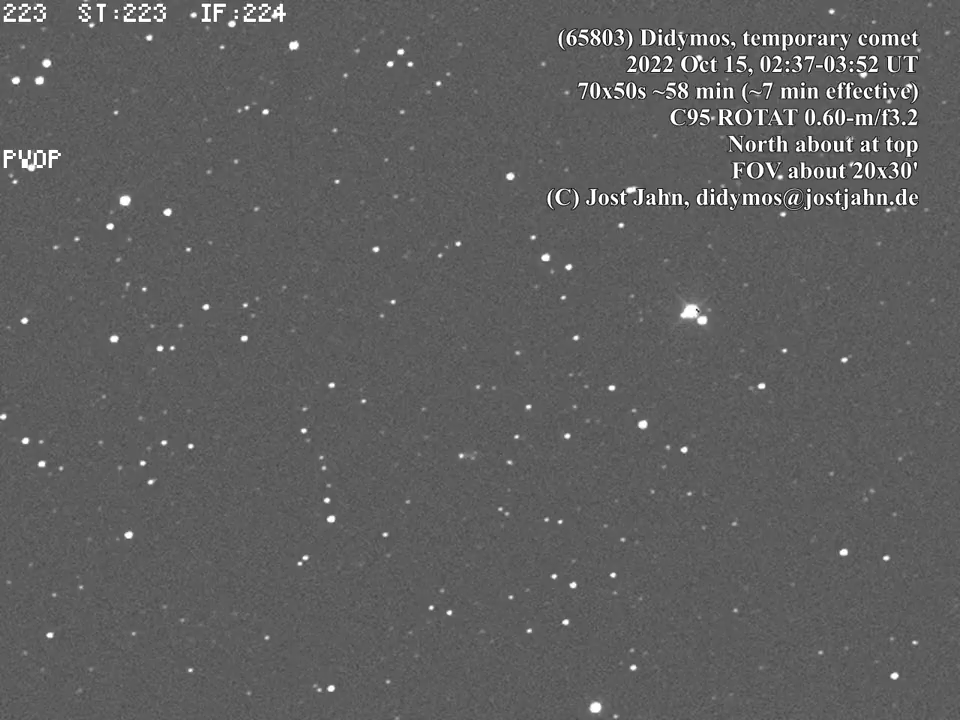 223 ST:223 IF:224
(65803) Didymos, temporary comet
2022 Oct 15, 02:37-03:52 UT
70x50s ~58 min (~7 min effective)
C95 ROTAT 0.60-m/f3.2
North about at top
PVOP
FOV about 20x30'
(C) Jost Jahn, didymos@jostjahn.de